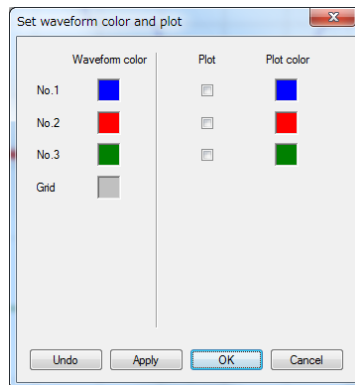 Set waveform color and plot
Waveform color Plot Plot color
No.1
No.2
No.3
Grid
Undo Apply OK Cancel